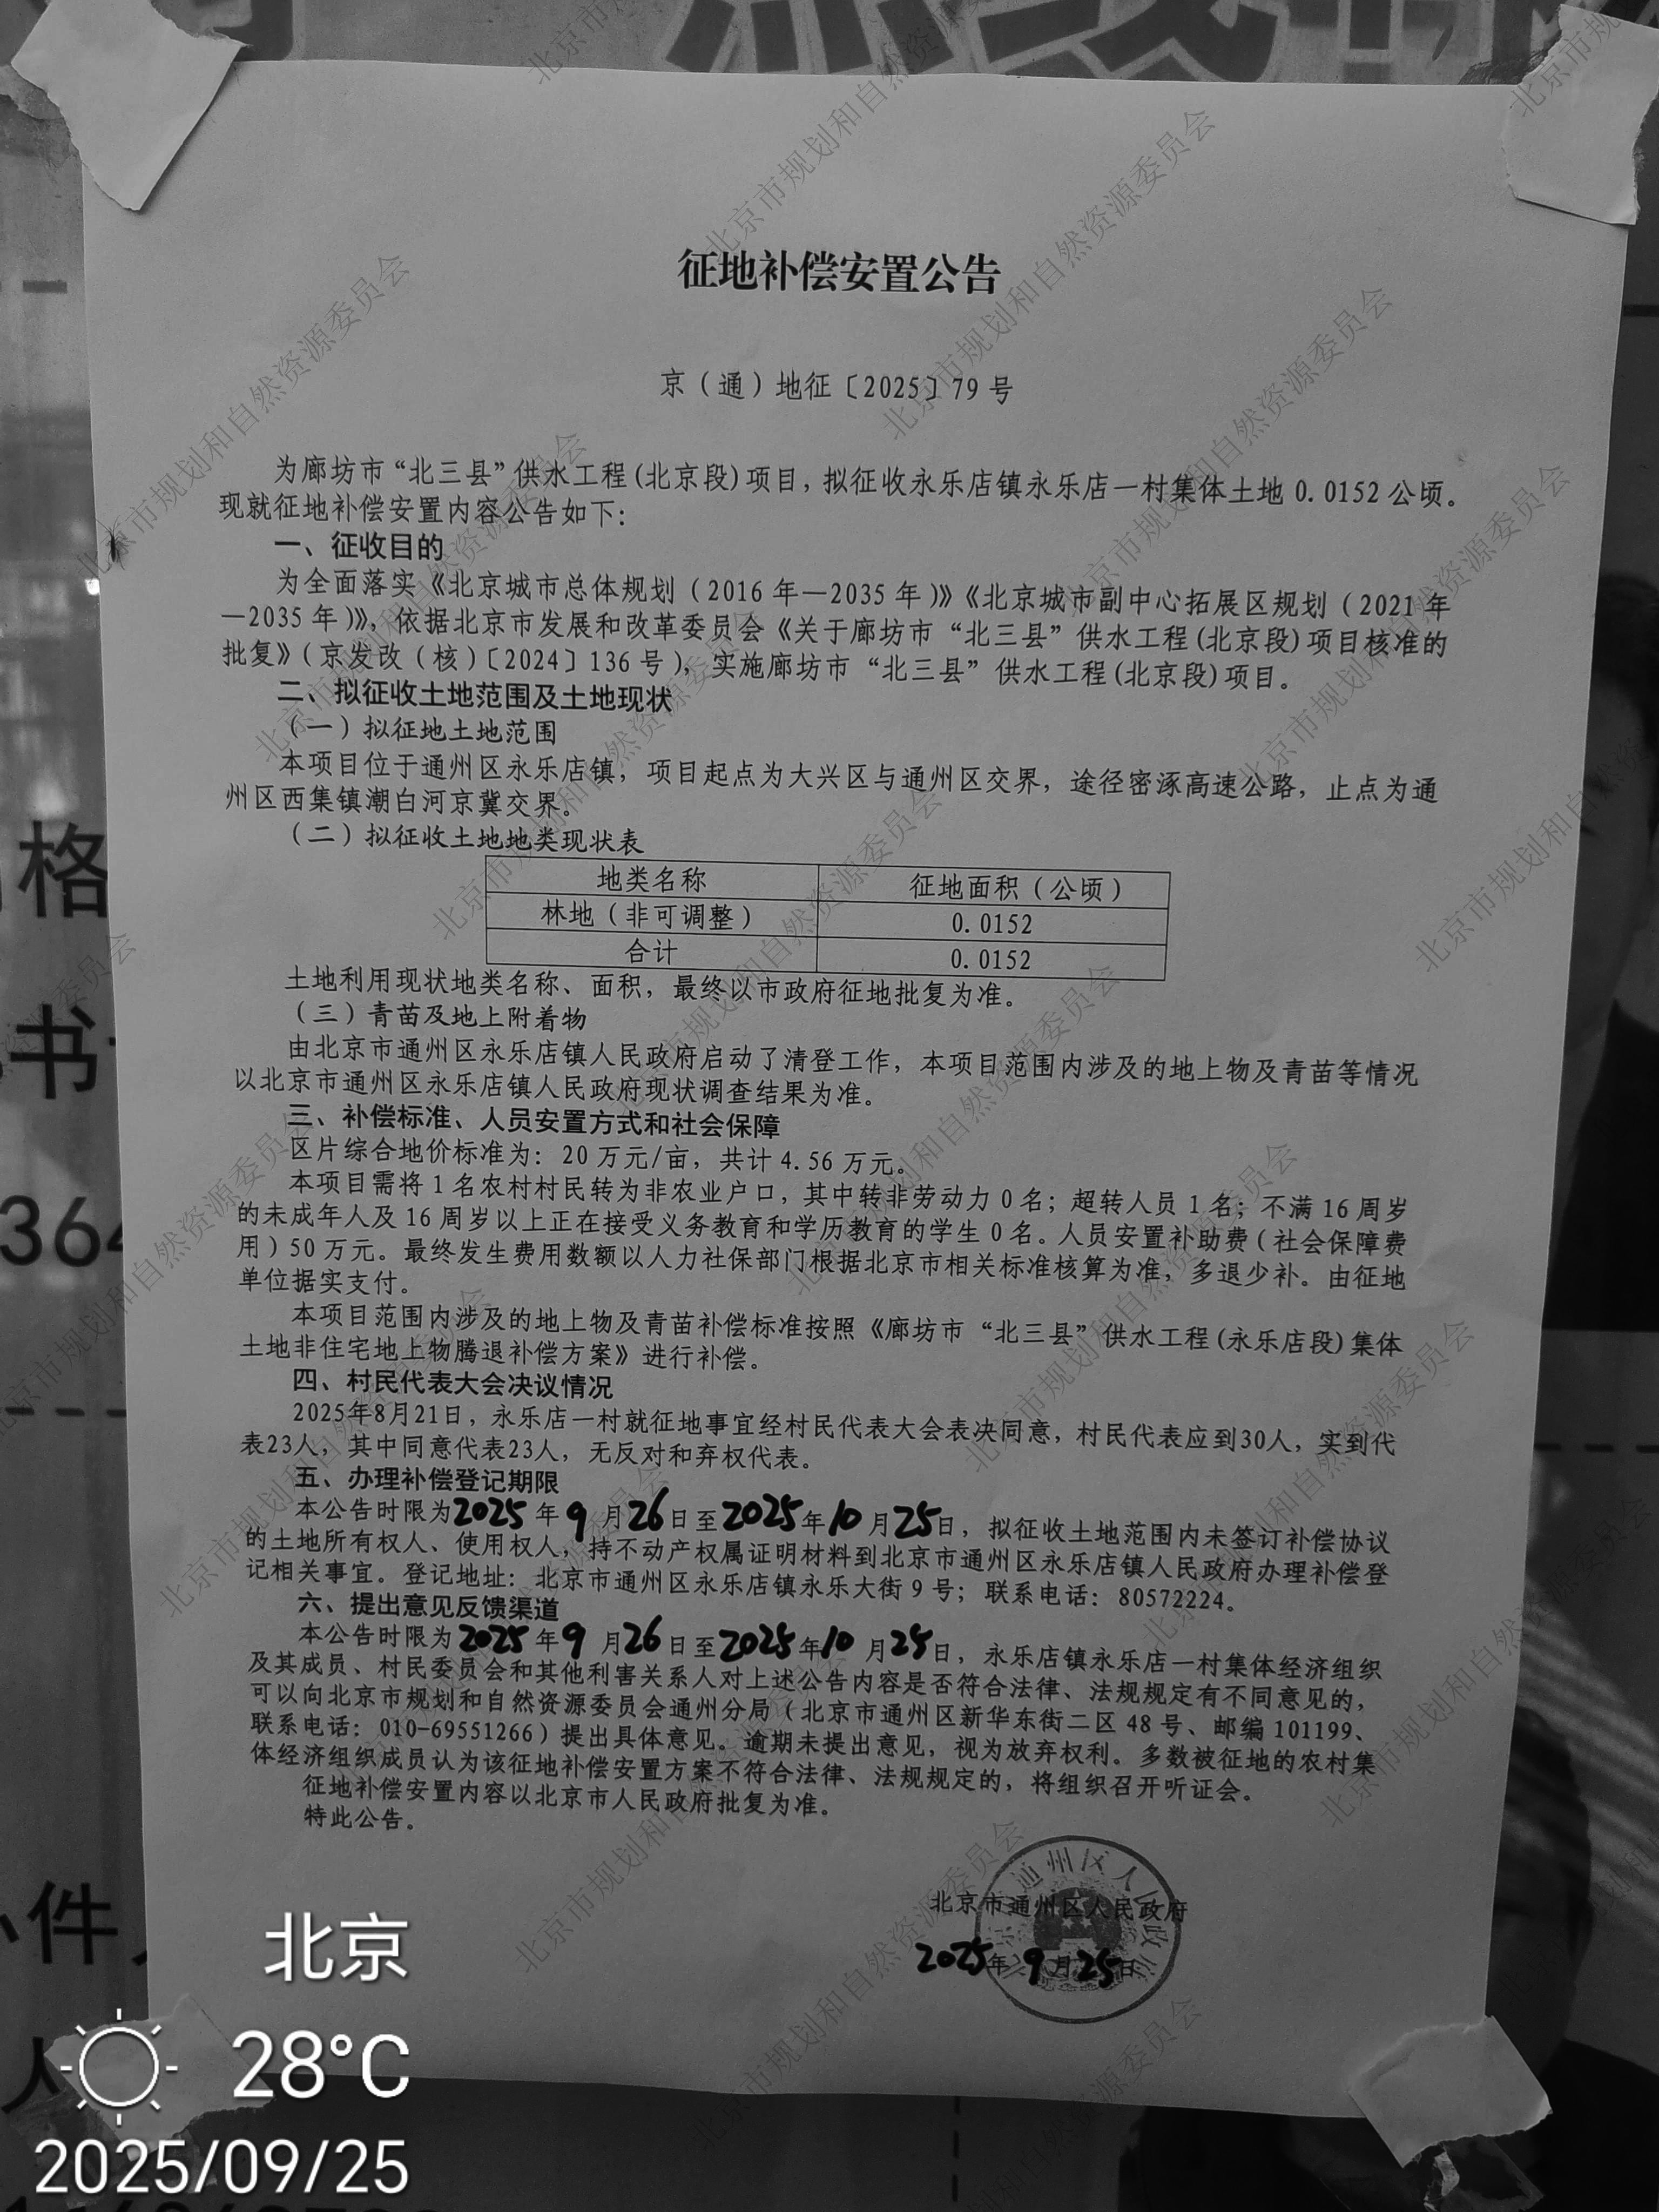 征地补偿安置公告
京（通）地征〔2025〕79 号
为廊坊市“北三县”供水工程(北京段)项目，拟征收永乐店镇永乐店一村集体土地 0.0152 公顷。
现就征地补偿安置内容公告如下：
一、征收目的
为全面落实《北京城市总体规划（2016 年—2035 年）》《北京城市副中心拓展区规划（2021 年
—2035 年）》，依据北京市发展和改革委员会《关于廊坊市“北三县”供水工程(北京段)项目核准的
批复》（京发改（核）〔2024〕136 号），实施廊坊市“北三县”供水工程(北京段)项目。
二、拟征收土地范围及土地现状
（一）拟征地土地范围
本项目位于通州区永乐店镇，项目起点为大兴区与通州区交界，途径密涿高速公路，止点为通
州区西集镇潮白河京冀交界。
（二）拟征收土地地类现状表
地类名称 征地面积（公顷）
林地（非可调整） 0.0152
合计 0.0152
土地利用现状地类名称、面积，最终以市政府征地批复为准。
（三）青苗及地上附着物
由北京市通州区永乐店镇人民政府启动了清登工作，本项目范围内涉及的地上物及青苗等情况
以北京市通州区永乐店镇人民政府现状调查结果为准。
三、补偿标准、人员安置方式和社会保障
区片综合地价标准为：20 万元/亩，共计 4.56 万元。
本项目需将 1 名农村村民转为非农业户口，其中转非劳动力 0 名；超转人员 1 名；不满 16 周岁
的未成年人及 16 周岁以上正在接受义务教育和学历教育的学生 0 名。人员安置补助费（社会保障费
用）50 万元。最终发生费用数额以人力社保部门根据北京市相关标准核算为准，多退少补。由征地
单位据实支付。
本项目范围内涉及的地上物及青苗补偿标准按照《廊坊市“北三县”供水工程(永乐店段)集体
土地非住宅地上物腾退补偿方案》进行补偿。
四、村民代表大会决议情况
2025年8月21日，永乐店一村就征地事宜经村民代表大会表决同意，村民代表应到30人，实到代
表23人，其中同意代表23人，无反对和弃权代表。
五、办理补偿登记期限
本公告时限为2025 年 9 月26日至2025年10 月25日，拟征收土地范围内未签订补偿协议
的土地所有权人、使用权人，持不动产权属证明材料到北京市通州区永乐店镇人民政府办理补偿登
记相关事宜。登记地址：北京市通州区永乐店镇永乐大街 9 号；联系电话：80572224。
六、提出意见反馈渠道
本公告时限为2025 年9 月26日至2025年10 月25日，永乐店镇永乐店一村集体经济组织
及其成员、村民委员会和其他利害关系人对上述公告内容是否符合法律、法规规定有不同意见的，
可以向北京市规划和自然资源委员会通州分局（北京市通州区新华东街二区 48 号、邮编 101199、
联系电话：010-69551266）提出具体意见。逾期未提出意见，视为放弃权利。多数被征地的农村集
体经济组织成员认为该征地补偿安置方案不符合法律、法规规定的，将组织召开听证会。
征地补偿安置内容以北京市人民政府批复为准。
特此公告。
北京市通州区人民政府
2025年 9 月25日
北京
28°C
2025/09/25
北京市规划和自然资源委员会
格
书
364
件